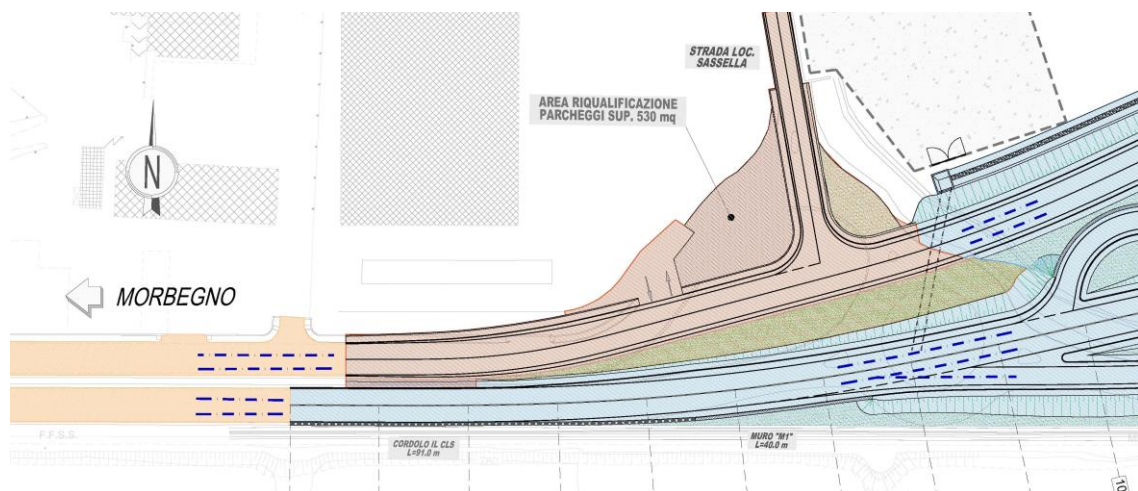 STRADA LOC.
SASSELLA
AREA RIQUALIFICAZIONE
PARCHEGGI SUP. 530 mq
N
MORBEGNO
F.F.S.S.
CORDOLO IL CLS
L=91.0 m
MURO "M1"
L=40.0 m